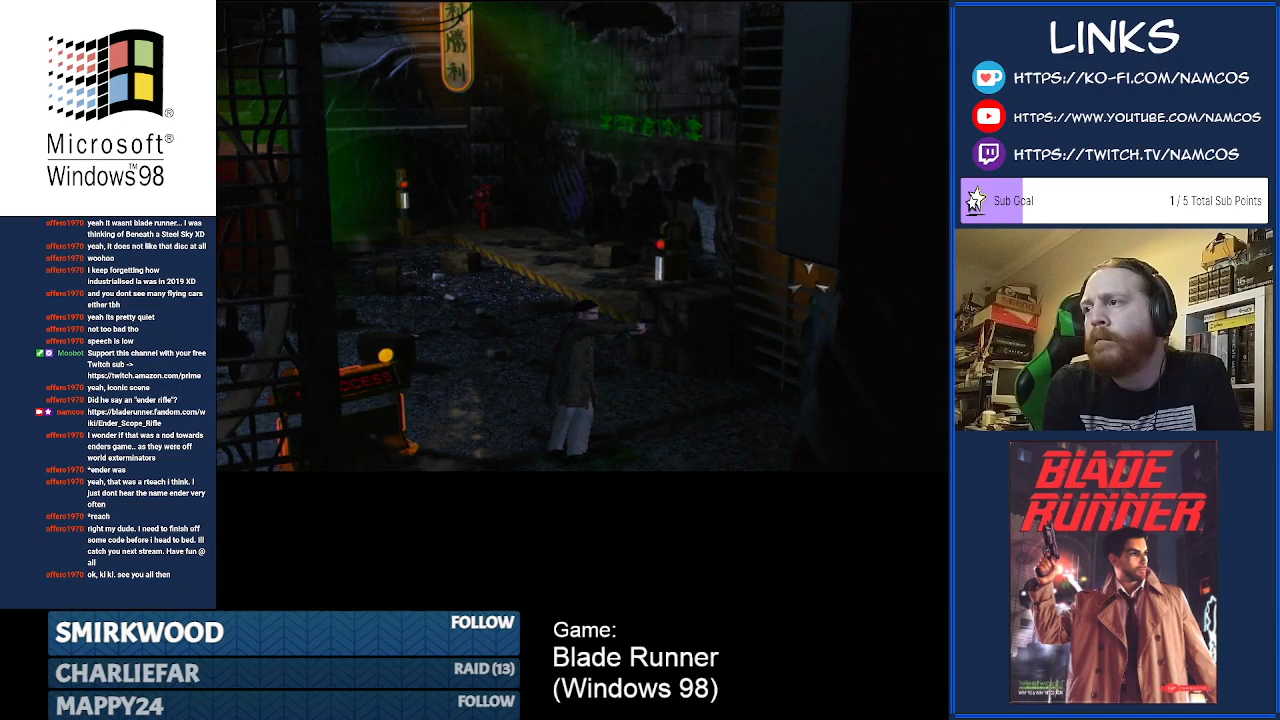 Microsoft®
Windows™98
offero1970 yeah it wasnt blade runner... I was
thinking of Beneath a Steel Sky XD
offero1970 yeah, it does not like that disc at all
offero1970 woohoo
offero1970 I keep forgetting how
industrialised la was in 2019 XD
offero1970 and you dont see many flying cars
either tbh
offero1970 yeah its pretty quiet
offero1970 not too bad tho
offero1970 speech is low
Moobot Support this channel with your free
Twitch sub ->
https://twitch.amazon.com/prime
offero1970 yeah, iconic scene
offero1970 Did he say an "ender rifle"?
namcos https://bladerunner.fandom.com/w
iki/Ender_Scope_Rifle
offero1970 I wonder if that was a nod towards
enders game.. as they were off
world exterminators
offero1970 *ender was
offero1970 yeah, that was a rteach i think. I
just dont hear the name ender very
often
offero1970 *reach
offero1970 right my dude. I need to finish off
some code before i head to bed. Ill
catch you next stream. Have fun @
all
offero1970 ok, ki ki. see you all then
勝
利
SMIRKWOOD FOLLOW
CHARLIEFAR RAID (13)
MAPPY24 FOLLOW
Game:
Blade Runner
(Windows 98)
LINKS
HTTPS://KO-FI.COM/NAMCOS
HTTPS://WWW.YOUTUBE.COM/NAMCOS
HTTPS://TWITCH.TV/NAMCOS
Sub Goal 1 / 5 Total Sub Points
BLADE
RUNNER
Westwood